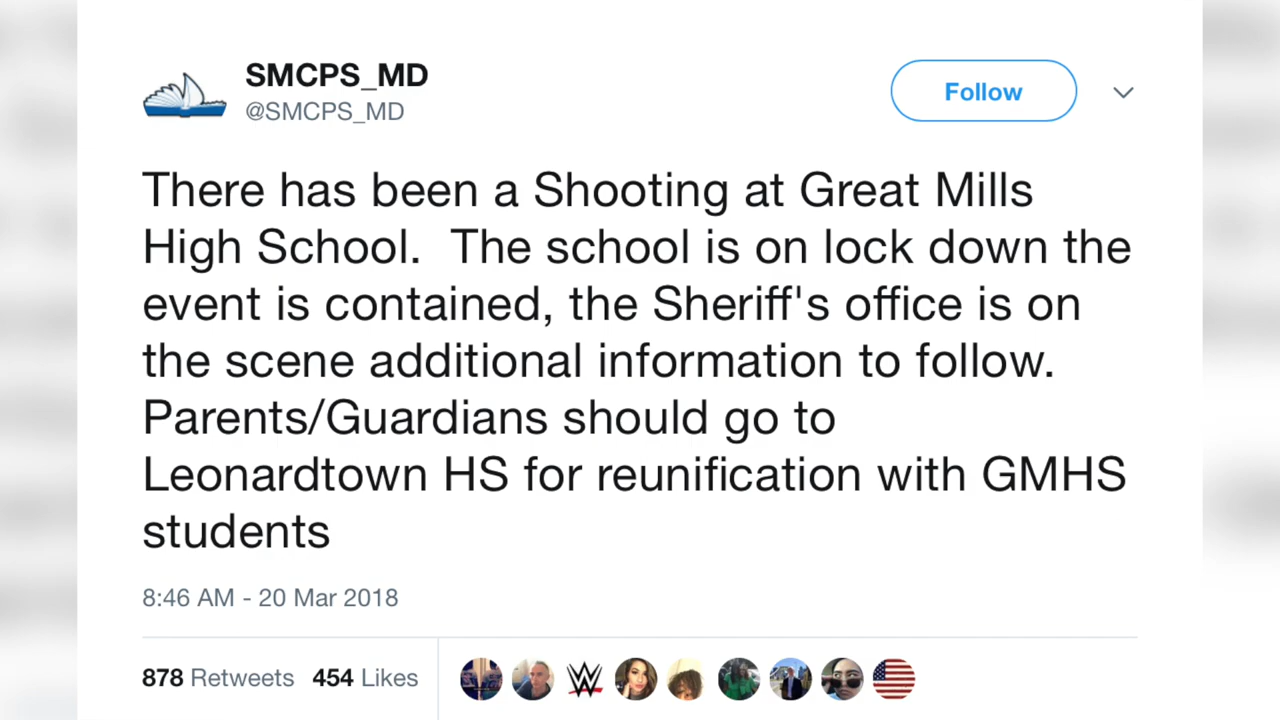 SMCPS_MD
@SMCPS_MD
Follow
There has been a Shooting at Great Mills
High School.  The school is on lock down the
event is contained, the Sheriff's office is on
the scene additional information to follow.
Parents/Guardians should go to
Leonardtown HS for reunification with GMHS
students
8:46 AM - 20 Mar 2018
878 Retweets 454 Likes